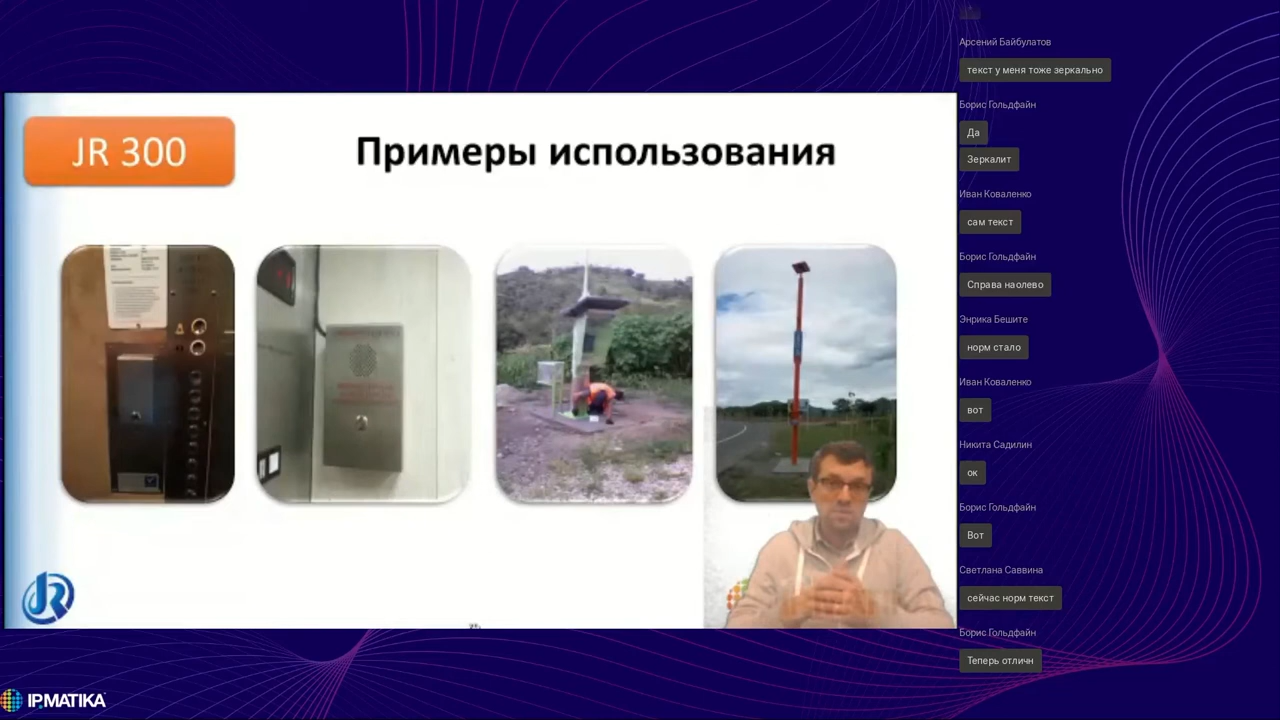 JR 300
Примеры использования
JR
IPMATIKA
Арсений Байбулатов
текст у меня тоже зеркально
Борис Гольдфайн
Да
Зеркалит
Иван Коваленко
сам текст
Борис Гольдфайн
Справа наолево
Энрика Бешите
норм стало
Иван Коваленко
вот
Никита Садилин
ок
Борис Гольдфайн
Вот
Светлана Саввина
сейчас норм текст
Борис Гольдфайн
Теперь отличн